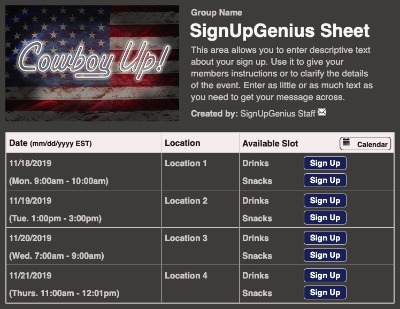 Cowboy Up!
Group Name
SignUpGenius Sheet
This area allows you to enter descriptive text
about your sign up. Use it to give your
members instructions or to clarify the details
of the event. Enter as little or as much text as
you need to get your message across.
Created by: SignUpGenius Staff
Date (mm/dd/yyyy EST) Location Available Slot Calendar
11/18/2019 Location 1 Drinks Sign Up
(Mon. 9:00am - 10:00am) Snacks Sign Up
11/19/2019 Location 2 Drinks Sign Up
(Tue. 1:00pm - 3:00pm) Snacks Sign Up
11/20/2019 Location 3 Drinks Sign Up
(Wed. 7:00am - 9:00am) Snacks Sign Up
11/21/2019 Location 4 Drinks Sign Up
(Thurs. 11:00am - 12:01pm) Snacks Sign Up